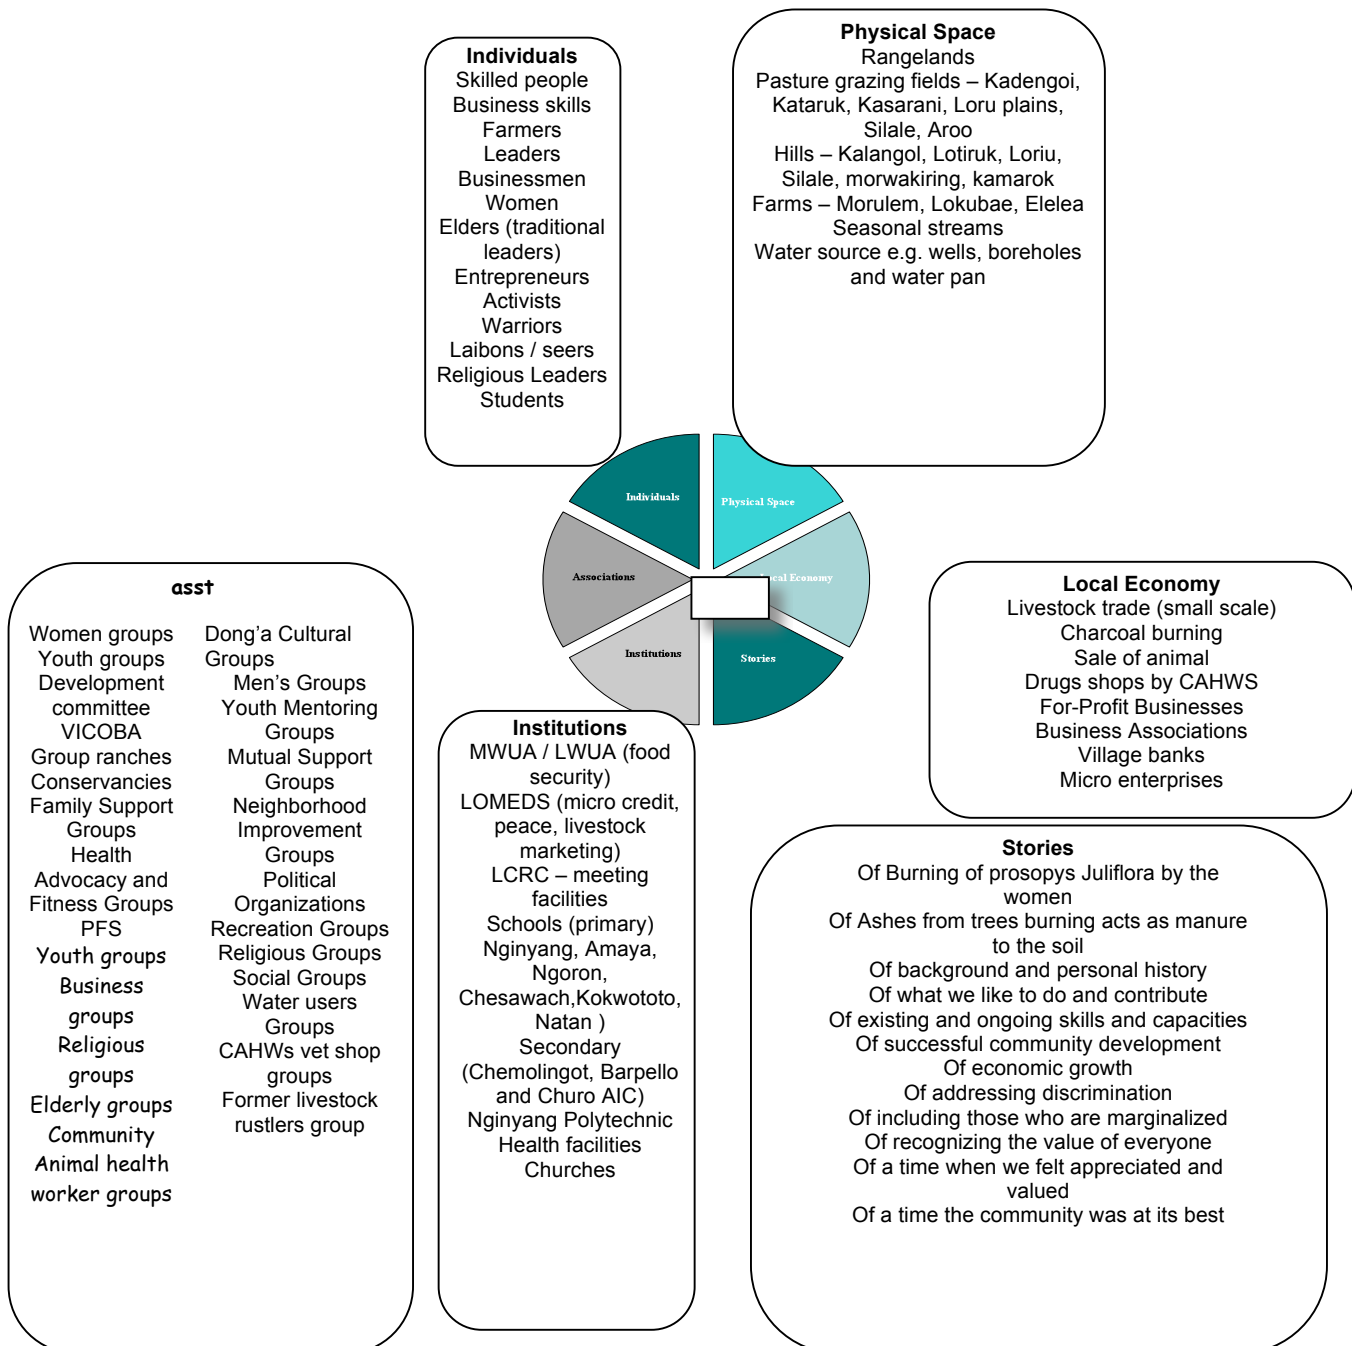 Individuals
Skilled people
Business skills
Farmers
Leaders
Businessmen
Women
Elders (traditional
leaders)
Entrepreneurs
Activists
Warriors
Laibons / seers
Religious Leaders
Students
Physical Space
Rangelands
Pasture grazing fields – Kadengoi,
Kataruk, Kasarani, Loru plains,
Silale, Aroo
Hills – Kalangol, Lotiruk, Loriu,
Silale, morwakiring, kamarok
Farms – Morulem, Lokubae, Elelea
Seasonal streams
Water source e.g. wells, boreholes
and water pan
Individuals
Physical Space
Associations
Local Economy
Institutions
Stories
asst
Women groups
Youth groups
Development
committee
VICOBA
Group ranches
Conservancies
Family Support
Groups
Health
Advocacy and
Fitness Groups
PFS
Youth groups
Business
groups
Religious
groups
Elderly groups
Community
Animal health
worker groups
Dong’a Cultural
Groups
Men’s Groups
Youth Mentoring
Groups
Mutual Support
Groups
Neighborhood
Improvement
Groups
Political
Organizations
Recreation Groups
Religious Groups
Social Groups
Water users
Groups
CAHWs vet shop
groups
Former livestock
rustlers group
Institutions
MWUA / LWUA (food
security)
LOMEDS (micro credit,
peace, livestock
marketing)
LCRC – meeting
facilities
Schools (primary)
Nginyang, Amaya,
Ngoron,
Chesawach,Kokwototo,
Natan )
Secondary
(Chemolingot, Barpello
and Churo AIC)
Nginyang Polytechnic
Health facilities
Churches
Local Economy
Livestock trade (small scale)
Charcoal burning
Sale of animal
Drugs shops by CAHWS
For-Profit Businesses
Business Associations
Village banks
Micro enterprises
Stories
Of Burning of prosopys Juliflora by the
women
Of Ashes from trees burning acts as manure
to the soil
Of background and personal history
Of what we like to do and contribute
Of existing and ongoing skills and capacities
Of successful community development
Of economic growth
Of addressing discrimination
Of including those who are marginalized
Of recognizing the value of everyone
Of a time when we felt appreciated and
valued
Of a time the community was at its best